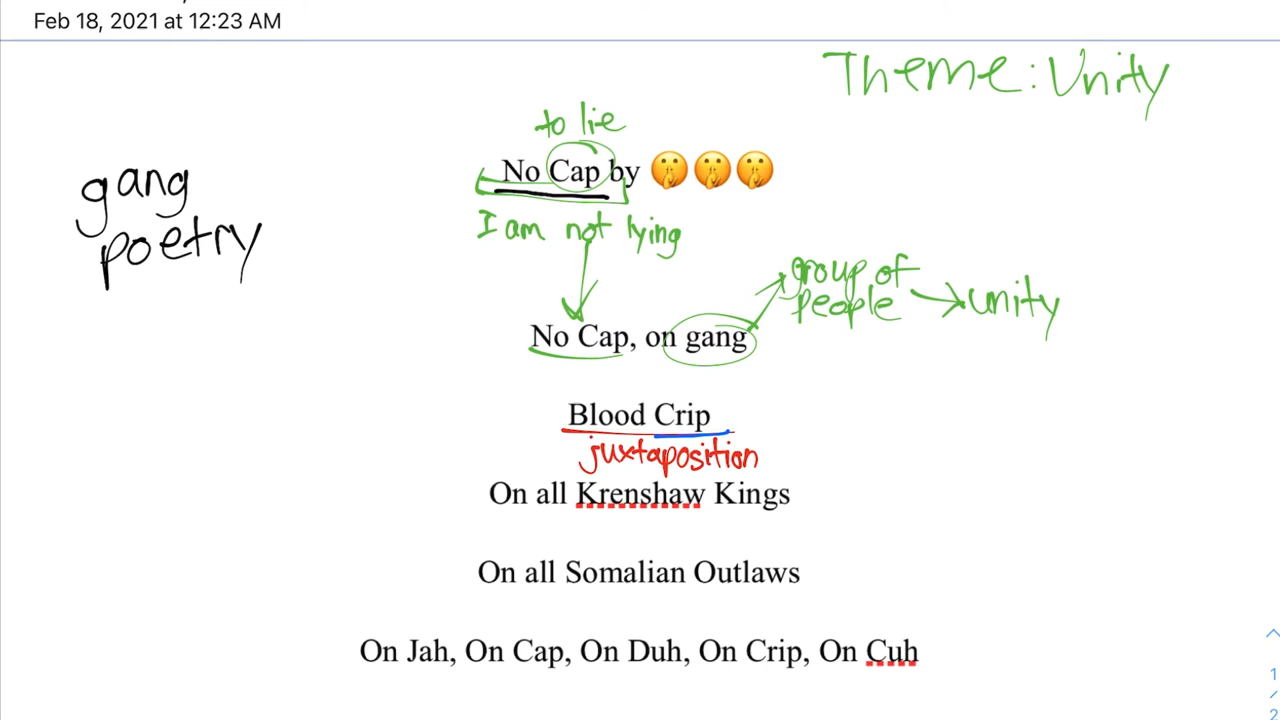 Feb 18, 2021 at 12:23 AM
Theme: Unity
to lie
No Cap by 🤫🤫🤫
gang
poetry
I am not lying
group of
people → unity
No Cap, on gang
Blood Crip
juxtaposition
On all Krenshaw Kings
On all Somalian Outlaws
On Jah, On Cap, On Duh, On Crip, On Cuh
1
/
2